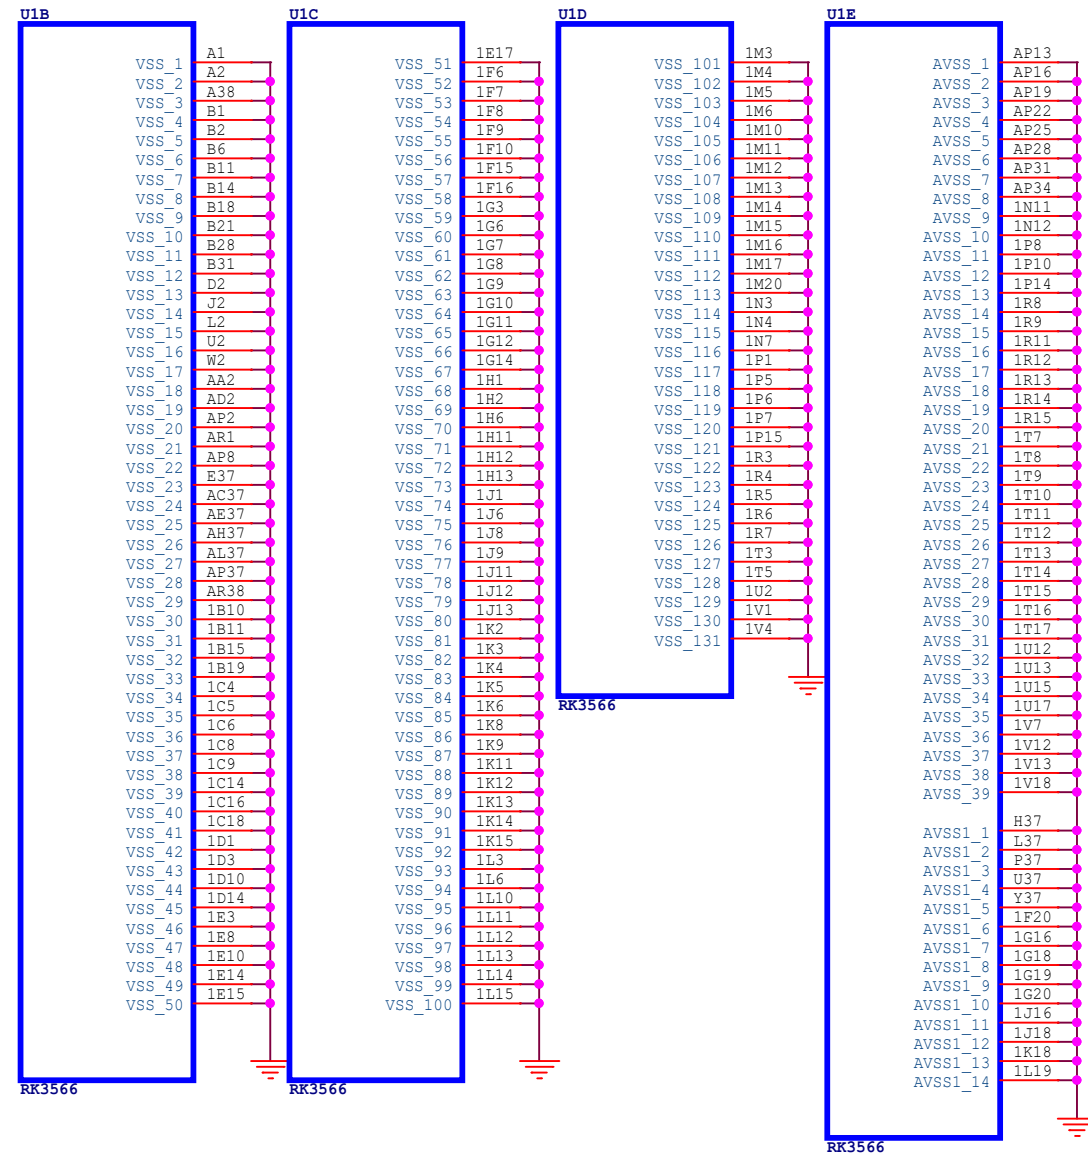 U1B
VSS_1 A1
VSS_2 A2
VSS_3 A38
VSS_4 B1
VSS_5 B2
VSS_6 B6
VSS_7 B11
VSS_8 B14
VSS_9 B18
VSS_10 B21
VSS_11 B28
VSS_12 B31
VSS_13 D2
VSS_14 J2
VSS_15 L2
VSS_16 U2
VSS_17 W2
VSS_18 AA2
VSS_19 AD2
VSS_20 AP2
VSS_21 AR1
VSS_22 AP8
VSS_23 E37
VSS_24 AC37
VSS_25 AE37
VSS_26 AH37
VSS_27 AL37
VSS_28 AP37
VSS_29 AR38
VSS_30 1B10
VSS_31 1B11
VSS_32 1B15
VSS_33 1B19
VSS_34 1C4
VSS_35 1C5
VSS_36 1C6
VSS_37 1C8
VSS_38 1C9
VSS_39 1C14
VSS_40 1C16
VSS_41 1C18
VSS_42 1D1
VSS_43 1D3
VSS_44 1D10
VSS_45 1D14
VSS_46 1E3
VSS_47 1E8
VSS_48 1E10
VSS_49 1E14
VSS_50 1E15
RK3566
U1C
VSS_51 1E17
VSS_52 1F6
VSS_53 1F7
VSS_54 1F8
VSS_55 1F9
VSS_56 1F10
VSS_57 1F15
VSS_58 1F16
VSS_59 1G3
VSS_60 1G6
VSS_61 1G7
VSS_62 1G8
VSS_63 1G9
VSS_64 1G10
VSS_65 1G11
VSS_66 1G12
VSS_67 1G14
VSS_68 1H1
VSS_69 1H2
VSS_70 1H6
VSS_71 1H11
VSS_72 1H12
VSS_73 1H13
VSS_74 1J1
VSS_75 1J6
VSS_76 1J8
VSS_77 1J9
VSS_78 1J11
VSS_79 1J12
VSS_80 1J13
VSS_81 1K2
VSS_82 1K3
VSS_83 1K4
VSS_84 1K5
VSS_85 1K6
VSS_86 1K8
VSS_87 1K9
VSS_88 1K11
VSS_89 1K12
VSS_90 1K13
VSS_91 1K14
VSS_92 1K15
VSS_93 1L3
VSS_94 1L6
VSS_95 1L10
VSS_96 1L11
VSS_97 1L12
VSS_98 1L13
VSS_99 1L14
VSS_100 1L15
RK3566
U1D
VSS_101 1M3
VSS_102 1M4
VSS_103 1M5
VSS_104 1M6
VSS_105 1M10
VSS_106 1M11
VSS_107 1M12
VSS_108 1M13
VSS_109 1M14
VSS_110 1M15
VSS_111 1M16
VSS_112 1M17
VSS_113 1M20
VSS_114 1N3
VSS_115 1N4
VSS_116 1N7
VSS_117 1P1
VSS_118 1P5
VSS_119 1P6
VSS_120 1P7
VSS_121 1P15
VSS_122 1R3
VSS_123 1R4
VSS_124 1R5
VSS_125 1R6
VSS_126 1R7
VSS_127 1T3
VSS_128 1T5
VSS_129 1U2
VSS_130 1V1
VSS_131 1V4
RK3566
U1E
AVSS_1 AP13
AVSS_2 AP16
AVSS_3 AP19
AVSS_4 AP22
AVSS_5 AP25
AVSS_6 AP28
AVSS_7 AP31
AVSS_8 AP34
AVSS_9 1N11
AVSS_10 1N12
AVSS_11 1P8
AVSS_12 1P10
AVSS_13 1P14
AVSS_14 1R8
AVSS_15 1R9
AVSS_16 1R11
AVSS_17 1R12
AVSS_18 1R13
AVSS_19 1R14
AVSS_20 1R15
AVSS_21 1T7
AVSS_22 1T8
AVSS_23 1T9
AVSS_24 1T10
AVSS_25 1T11
AVSS_26 1T12
AVSS_27 1T13
AVSS_28 1T14
AVSS_29 1T15
AVSS_30 1T16
AVSS_31 1T17
AVSS_32 1U12
AVSS_33 1U13
AVSS_34 1U15
AVSS_35 1U17
AVSS_36 1V7
AVSS_37 1V12
AVSS_38 1V13
AVSS_39 1V18
AVSS1_1 H37
AVSS1_2 L37
AVSS1_3 P37
AVSS1_4 U37
AVSS1_5 Y37
AVSS1_6 1F20
AVSS1_7 1G16
AVSS1_8 1G18
AVSS1_9 1G19
AVSS1_10 1G20
AVSS1_11 1J16
AVSS1_12 1J18
AVSS1_13 1K18
AVSS1_14 1L19
RK3566